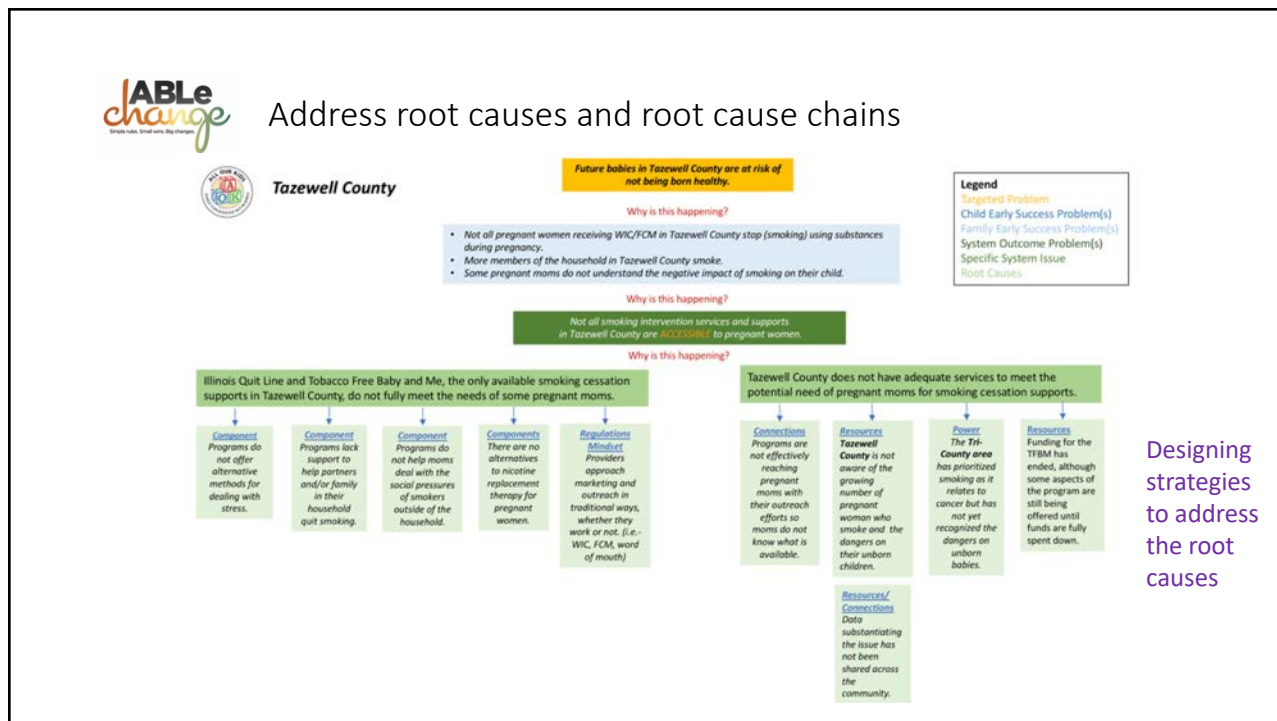 ABLe
change
Simple rules. Small wins. Big changes.
Address root causes and root cause chains
ALL OUR KIDS
Tazewell County
Future babies in Tazewell County are at risk of
not being born healthy.
Legend
Targeted Problem
Child Early Success Problem(s)
Family Early Success Problem(s)
System Outcome Problem(s)
Specific System Issue
Root Causes
Why is this happening?
• Not all pregnant women receiving WIC/FCM in Tazewell County stop (smoking) using substances
during pregnancy.
• More members of the household in Tazewell County smoke.
• Some pregnant moms do not understand the negative impact of smoking on their child.
Why is this happening?
Not all smoking intervention services and supports
in Tazewell County are ACCESSIBLE to pregnant women.
Why is this happening?
Illinois Quit Line and Tobacco Free Baby and Me, the only available smoking cessation
supports in Tazewell County, do not fully meet the needs of some pregnant moms.
Component
Programs do
not offer
alternative
methods for
dealing with
stress.
Component
Programs lack
support to
help partners
and/or family
in their
household
quit smoking.
Component
Programs do
not help moms
deal with the
social pressures
of smokers
outside of the
household.
Components
There are no
alternatives
to nicotine
replacement
therapy for
pregnant
women.
Regulations
Mindset
Providers
approach
marketing and
outreach in
traditional ways,
whether they
work or not. (i.e.-
WIC, FCM, word
of mouth)
Tazewell County does not have adequate services to meet the
potential need of pregnant moms for smoking cessation supports.
Connections
Programs are
not effectively
reaching
pregnant
moms with
their outreach
efforts so
moms do not
know what is
available.
Resources
Tazewell
County is not
aware of the
growing
number of
pregnant
woman who
smoke and the
dangers on
their unborn
children.
Resources/
Connections
Data
substantiating
the issue has
not been
shared across
the
community.
Power
The Tri-
County area
has prioritized
smoking as it
relates to
cancer but has
not yet
recognized the
dangers on
unborn
babies.
Resources
Funding for the
TFBM has
ended, although
some aspects of
the program are
still being
offered until
funds are fully
spent down.
Designing
strategies
to address
the root
causes